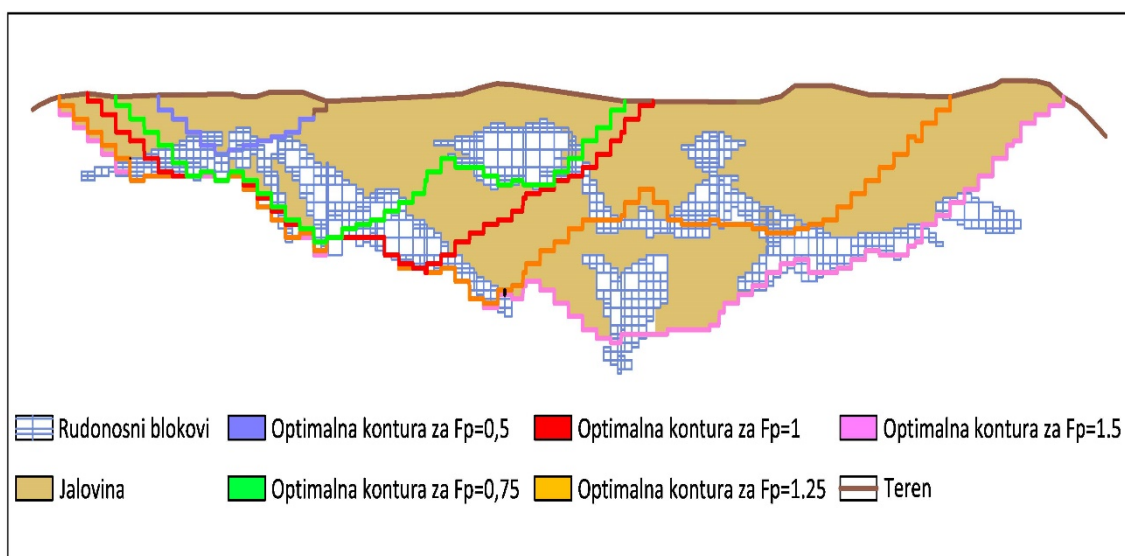 Rudonosni blokovi
Optimalna kontura za Fp=0,5
Optimalna kontura za Fp=1
Optimalna kontura za Fp=1.5
Jalovina
Optimalna kontura za Fp=0,75
Optimalna kontura za Fp=1.25
Teren